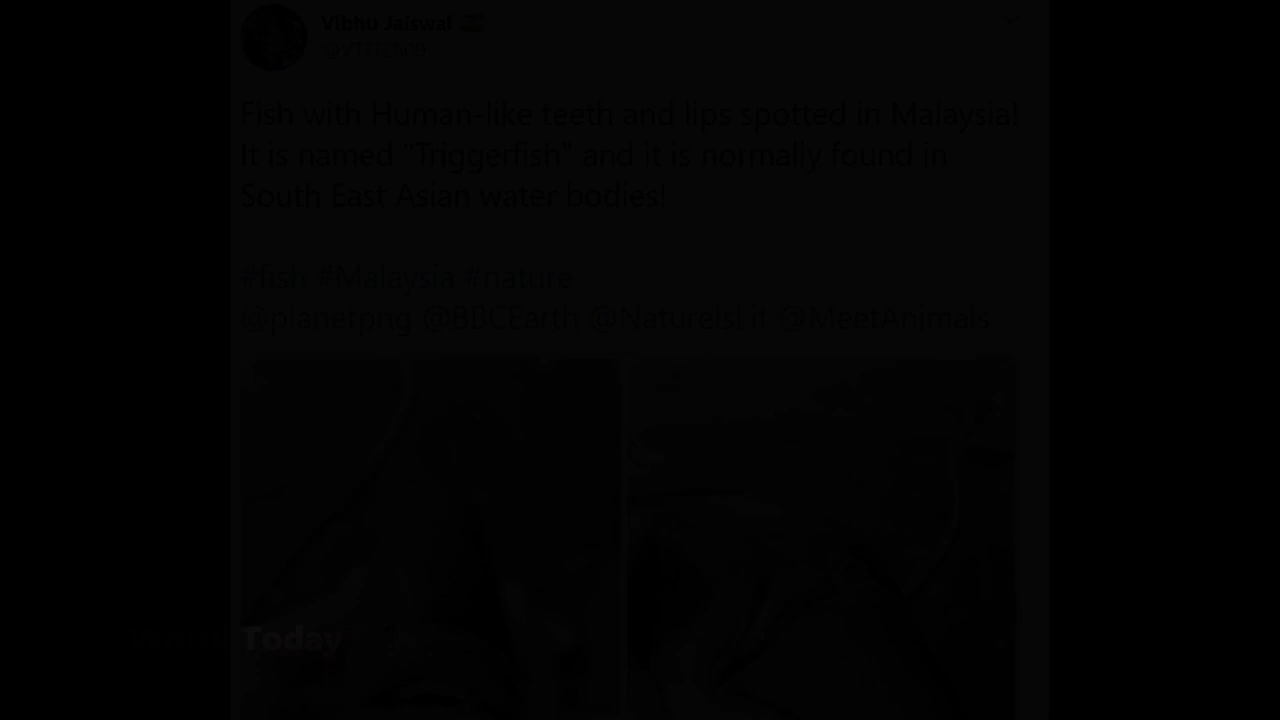 Vibhu Jaiswal
Fish with Human-like teeth and lips spotted in Malaysia!
It is named "Triggerfish" and it is normally found in
South East Asian water bodies!
#fish #Malaysia #nature
@planetpng @BBCEarth @NatureisLit @MeetAnimals
Today